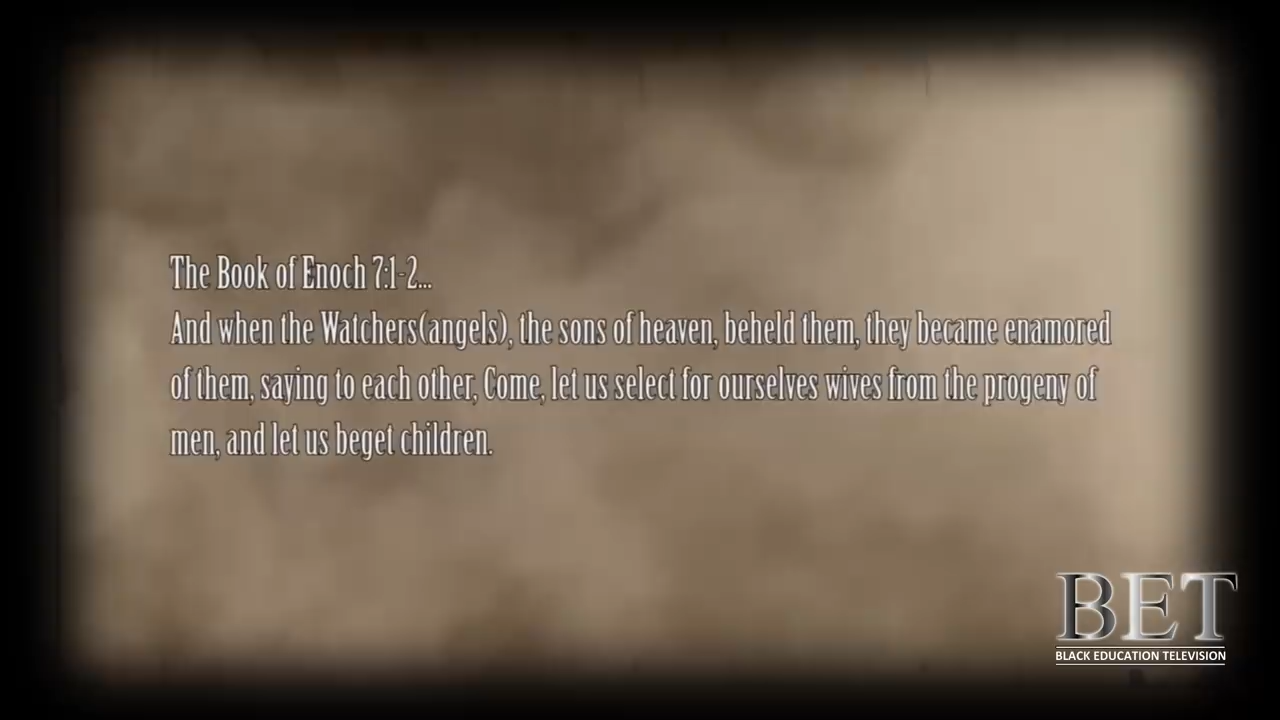 The Book of Enoch 7:1-2...
And when the Watchers(angels), the sons of heaven, beheld them, they became enamored
of them, saying to each other, Come, let us select for ourselves wives from the progeny of
men, and let us beget children.
BET
BLACK EDUCATION TELEVISION